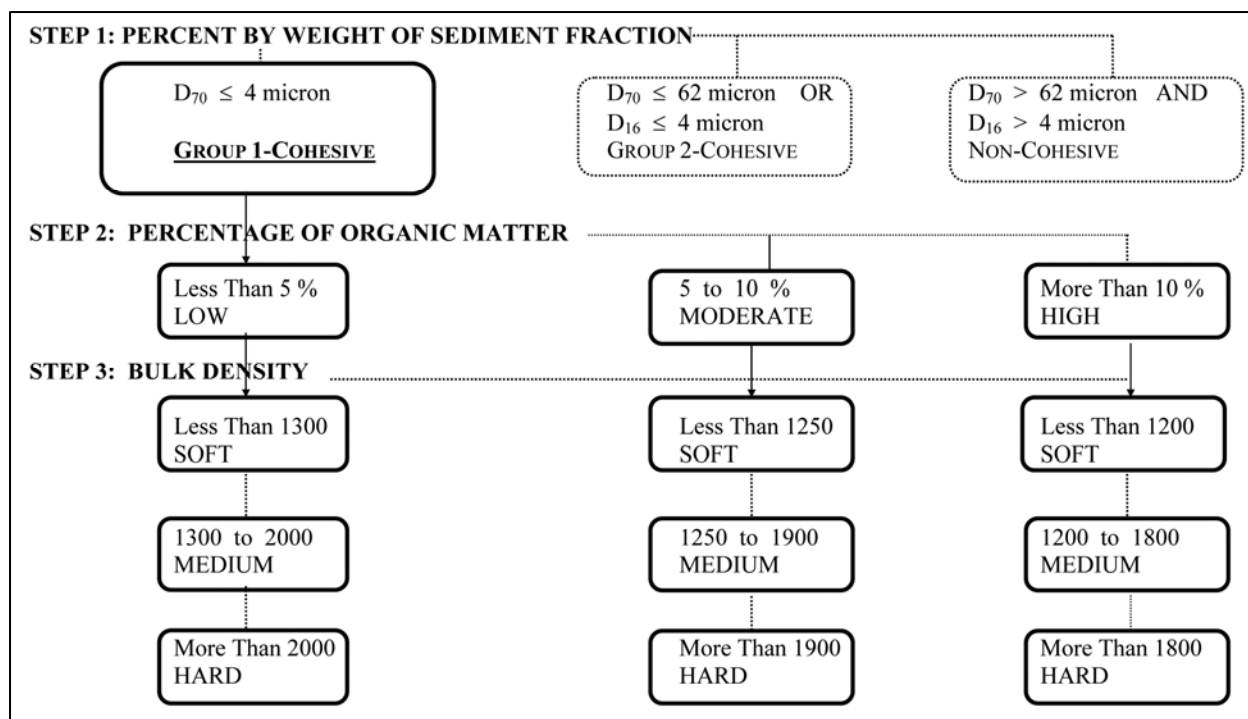 STEP 1: PERCENT BY WEIGHT OF SEDIMENT FRACTION
D70 ≤ 4 micron
GROUP 1-COHESIVE
D70 ≤ 62 micron OR
D16 ≤ 4 micron
GROUP 2-COHESIVE
D70 > 62 micron AND
D16 > 4 micron
NON-COHESIVE
STEP 2: PERCENTAGE OF ORGANIC MATTER
Less Than 5 %
LOW
5 to 10 %
MODERATE
More Than 10 %
HIGH
STEP 3: BULK DENSITY
Less Than 1300
SOFT
Less Than 1250
SOFT
Less Than 1200
SOFT
1300 to 2000
MEDIUM
1250 to 1900
MEDIUM
1200 to 1800
MEDIUM
More Than 2000
HARD
More Than 1900
HARD
More Than 1800
HARD